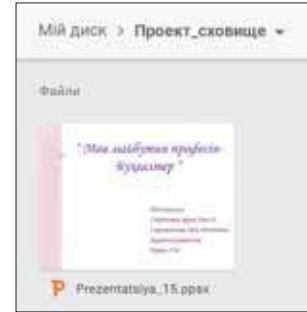 Мій диск > Проект_сховище
Файли
"Моя майбутня професія-
Бухгалтер"
Prezentatsiya_15.ppsx